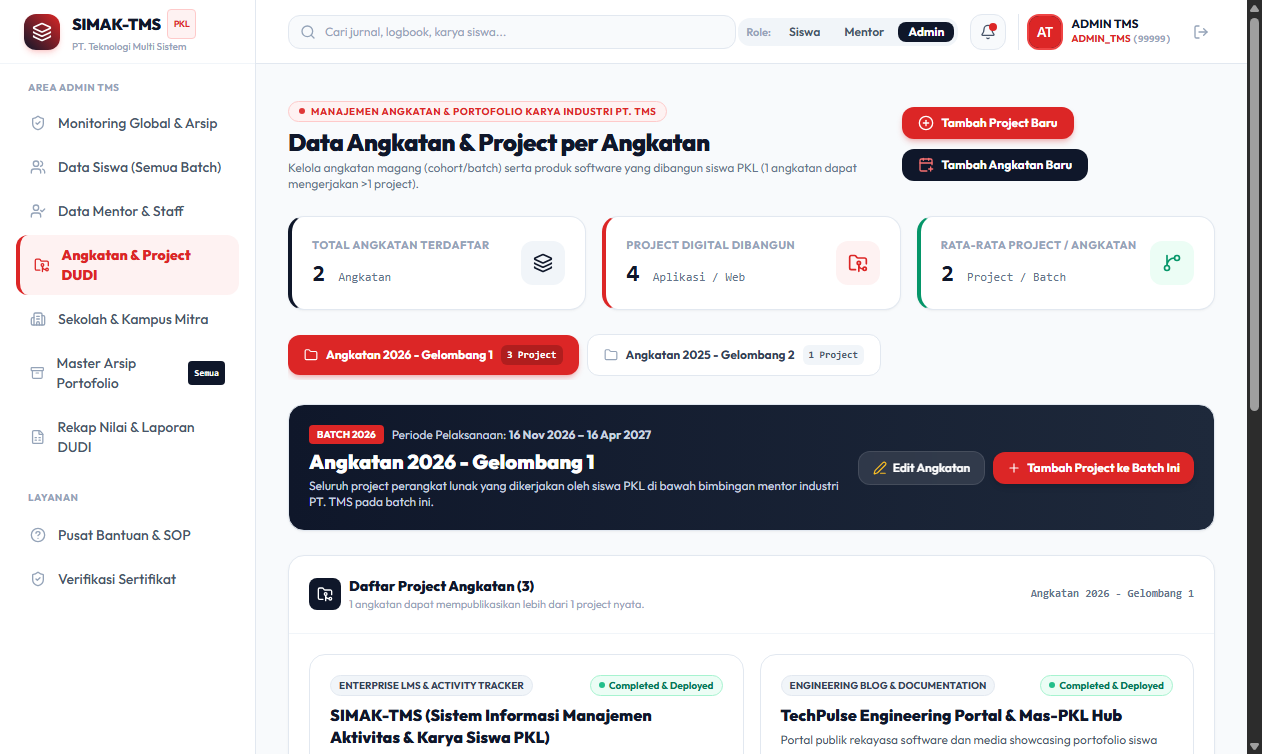 SIMAK-TMS PKL
PT. Teknologi Multi Sistem
Cari jurnal, logbook, karya siswa...
Role: Siswa Mentor Admin
AT
ADMIN TMS
ADMIN_TMS (99999)
AREA ADMIN TMS
Monitoring Global & Arsip
Data Siswa (Semua Batch)
Data Mentor & Staff
Angkatan & Project
DUDI
Sekolah & Kampus Mitra
Master Arsip
Portofolio
Semua
Rekap Nilai & Laporan
DUDI
LAYANAN
Pusat Bantuan & SOP
Verifikasi Sertifikat
MANAJEMEN ANGKATAN & PORTOFOLIO KARYA INDUSTRI PT. TMS
Data Angkatan & Project per Angkatan
Kelola angkatan magang (cohort/batch) serta produk software yang dibangun siswa PKL (1 angkatan dapat
mengerjakan >1 project).
Tambah Project Baru
Tambah Angkatan Baru
TOTAL ANGKATAN TERDAFTAR
2 Angkatan
PROJECT DIGITAL DIBANGUN
4 Aplikasi / Web
RATA-RATA PROJECT / ANGKATAN
2 Project / Batch
Angkatan 2026 - Gelombang 1 3 Project
Angkatan 2025 - Gelombang 2 1 Project
BATCH 2026 Periode Pelaksanaan: 16 Nov 2026 – 16 Apr 2027
Angkatan 2026 - Gelombang 1
Seluruh project perangkat lunak yang dikerjakan oleh siswa PKL di bawah bimbingan mentor industri
PT. TMS pada batch ini.
Edit Angkatan
Tambah Project ke Batch Ini
Daftar Project Angkatan (3)
1 angkatan dapat mempublikasikan lebih dari 1 project nyata.
Angkatan 2026 - Gelombang 1
ENTERPRISE LMS & ACTIVITY TRACKER
Completed & Deployed
SIMAK-TMS (Sistem Informasi Manajemen
Aktivitas & Karya Siswa PKL)
ENGINEERING BLOG & DOCUMENTATION
Completed & Deployed
TechPulse Engineering Portal & Mas-PKL Hub
Portal publik rekayasa software dan media showcasing portofolio siswa